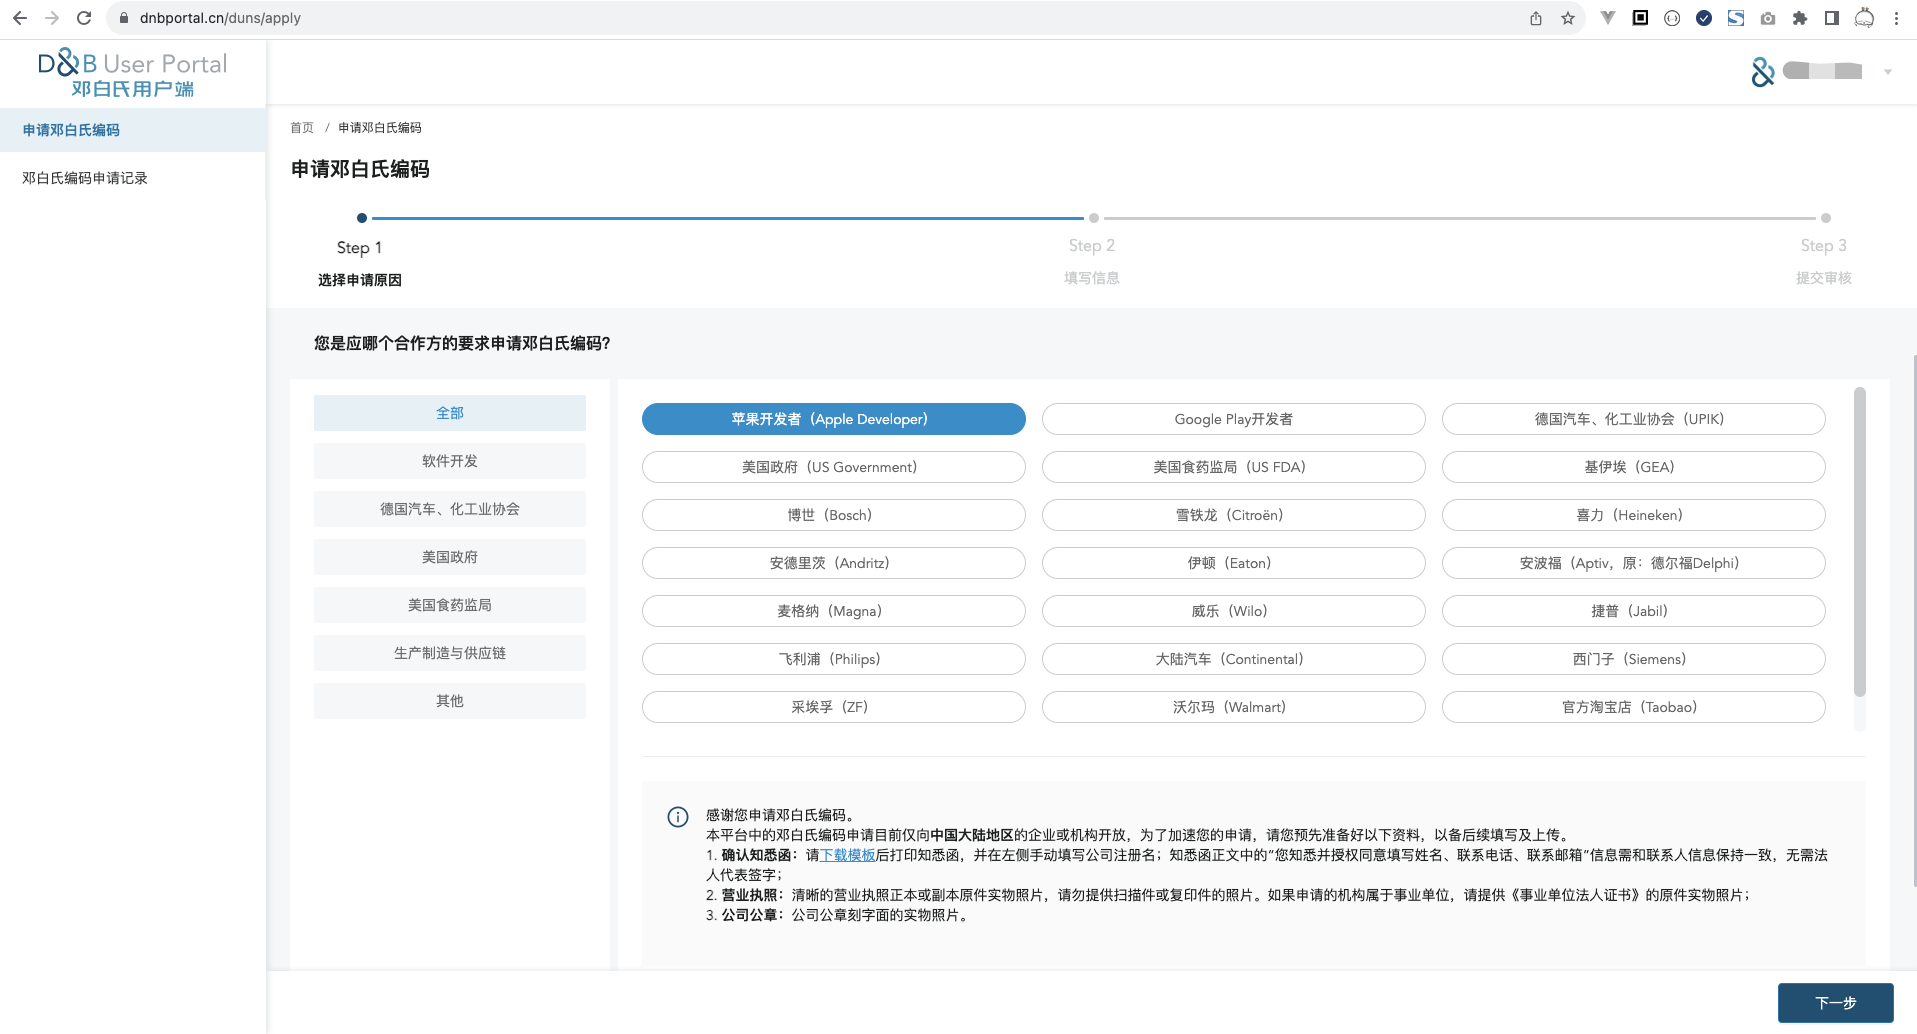 dnbportal.cn/duns/apply
D&B User Portal
邓白氏用户端
申请邓白氏编码
邓白氏编码申请记录
首页 / 申请邓白氏编码
申请邓白氏编码
Step 1
Step 2
Step 3
选择申请原因
填写信息
提交审核
您是应哪个合作方的要求申请邓白氏编码?
全部
软件开发
德国汽车、化工业协会
美国政府
美国食药监局
生产制造与供应链
其他
苹果开发者（Apple Developer）
Google Play开发者
德国汽车、化工业协会（UPIK）
美国政府（US Government）
美国食药监局（US FDA）
基伊埃（GEA）
博世（Bosch）
雪铁龙（Citroën）
喜力（Heineken）
安德里茨（Andritz）
伊顿（Eaton）
安波福（Aptiv，原：德尔福Delphi）
麦格纳（Magna）
威乐（Wilo）
捷普（Jabil）
飞利浦（Philips）
大陆汽车（Continental）
西门子（Siemens）
采埃孚（ZF）
沃尔玛（Walmart）
官方淘宝店（Taobao）
感谢您申请邓白氏编码。
本平台中的邓白氏编码申请目前仅向中国大陆地区的企业或机构开放，为了加速您的申请，请您预先准备好以下资料，以备后续填写及上传。
1. 确认知悉函：请下载模板后打印知悉函，并在左侧手动填写公司注册名；知悉函正文中的“您知悉并授权同意填写姓名、联系电话、联系邮箱”信息需和联系人信息保持一致，无需法
人代表签字；
2. 营业执照：清晰的营业执照正本或副本原件实物照片，请勿提供扫描件或复印件的照片。如果申请的机构属于事业单位，请提供《事业单位法人证书》的原件实物照片；
3. 公司公章：公司公章刻字面的实物照片。
下一步